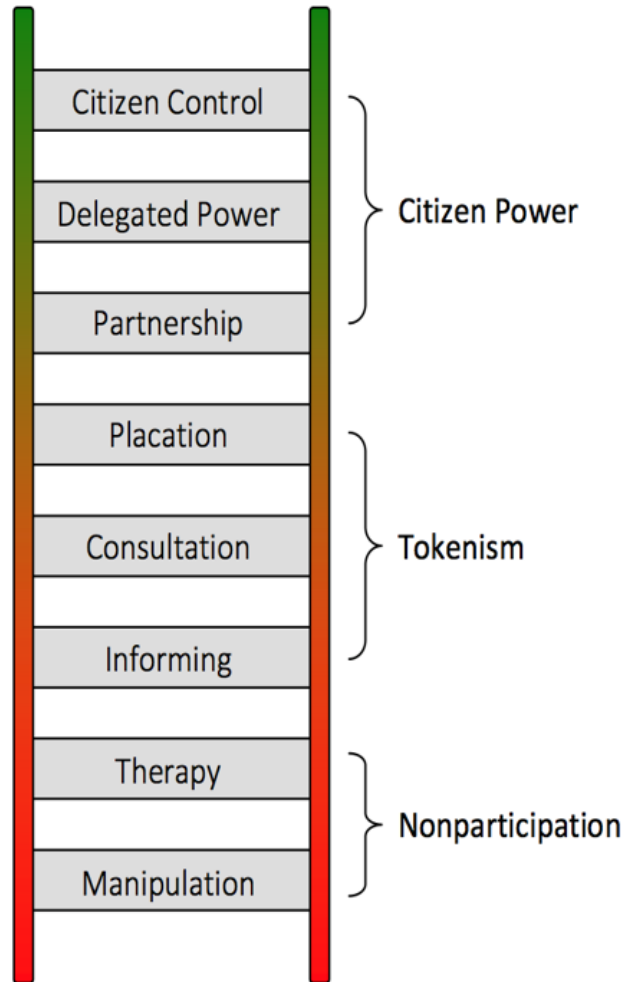 Citizen Control
Delegated Power
Citizen Power
Partnership
Placation
Consultation
Tokenism
Informing
Therapy
Nonparticipation
Manipulation